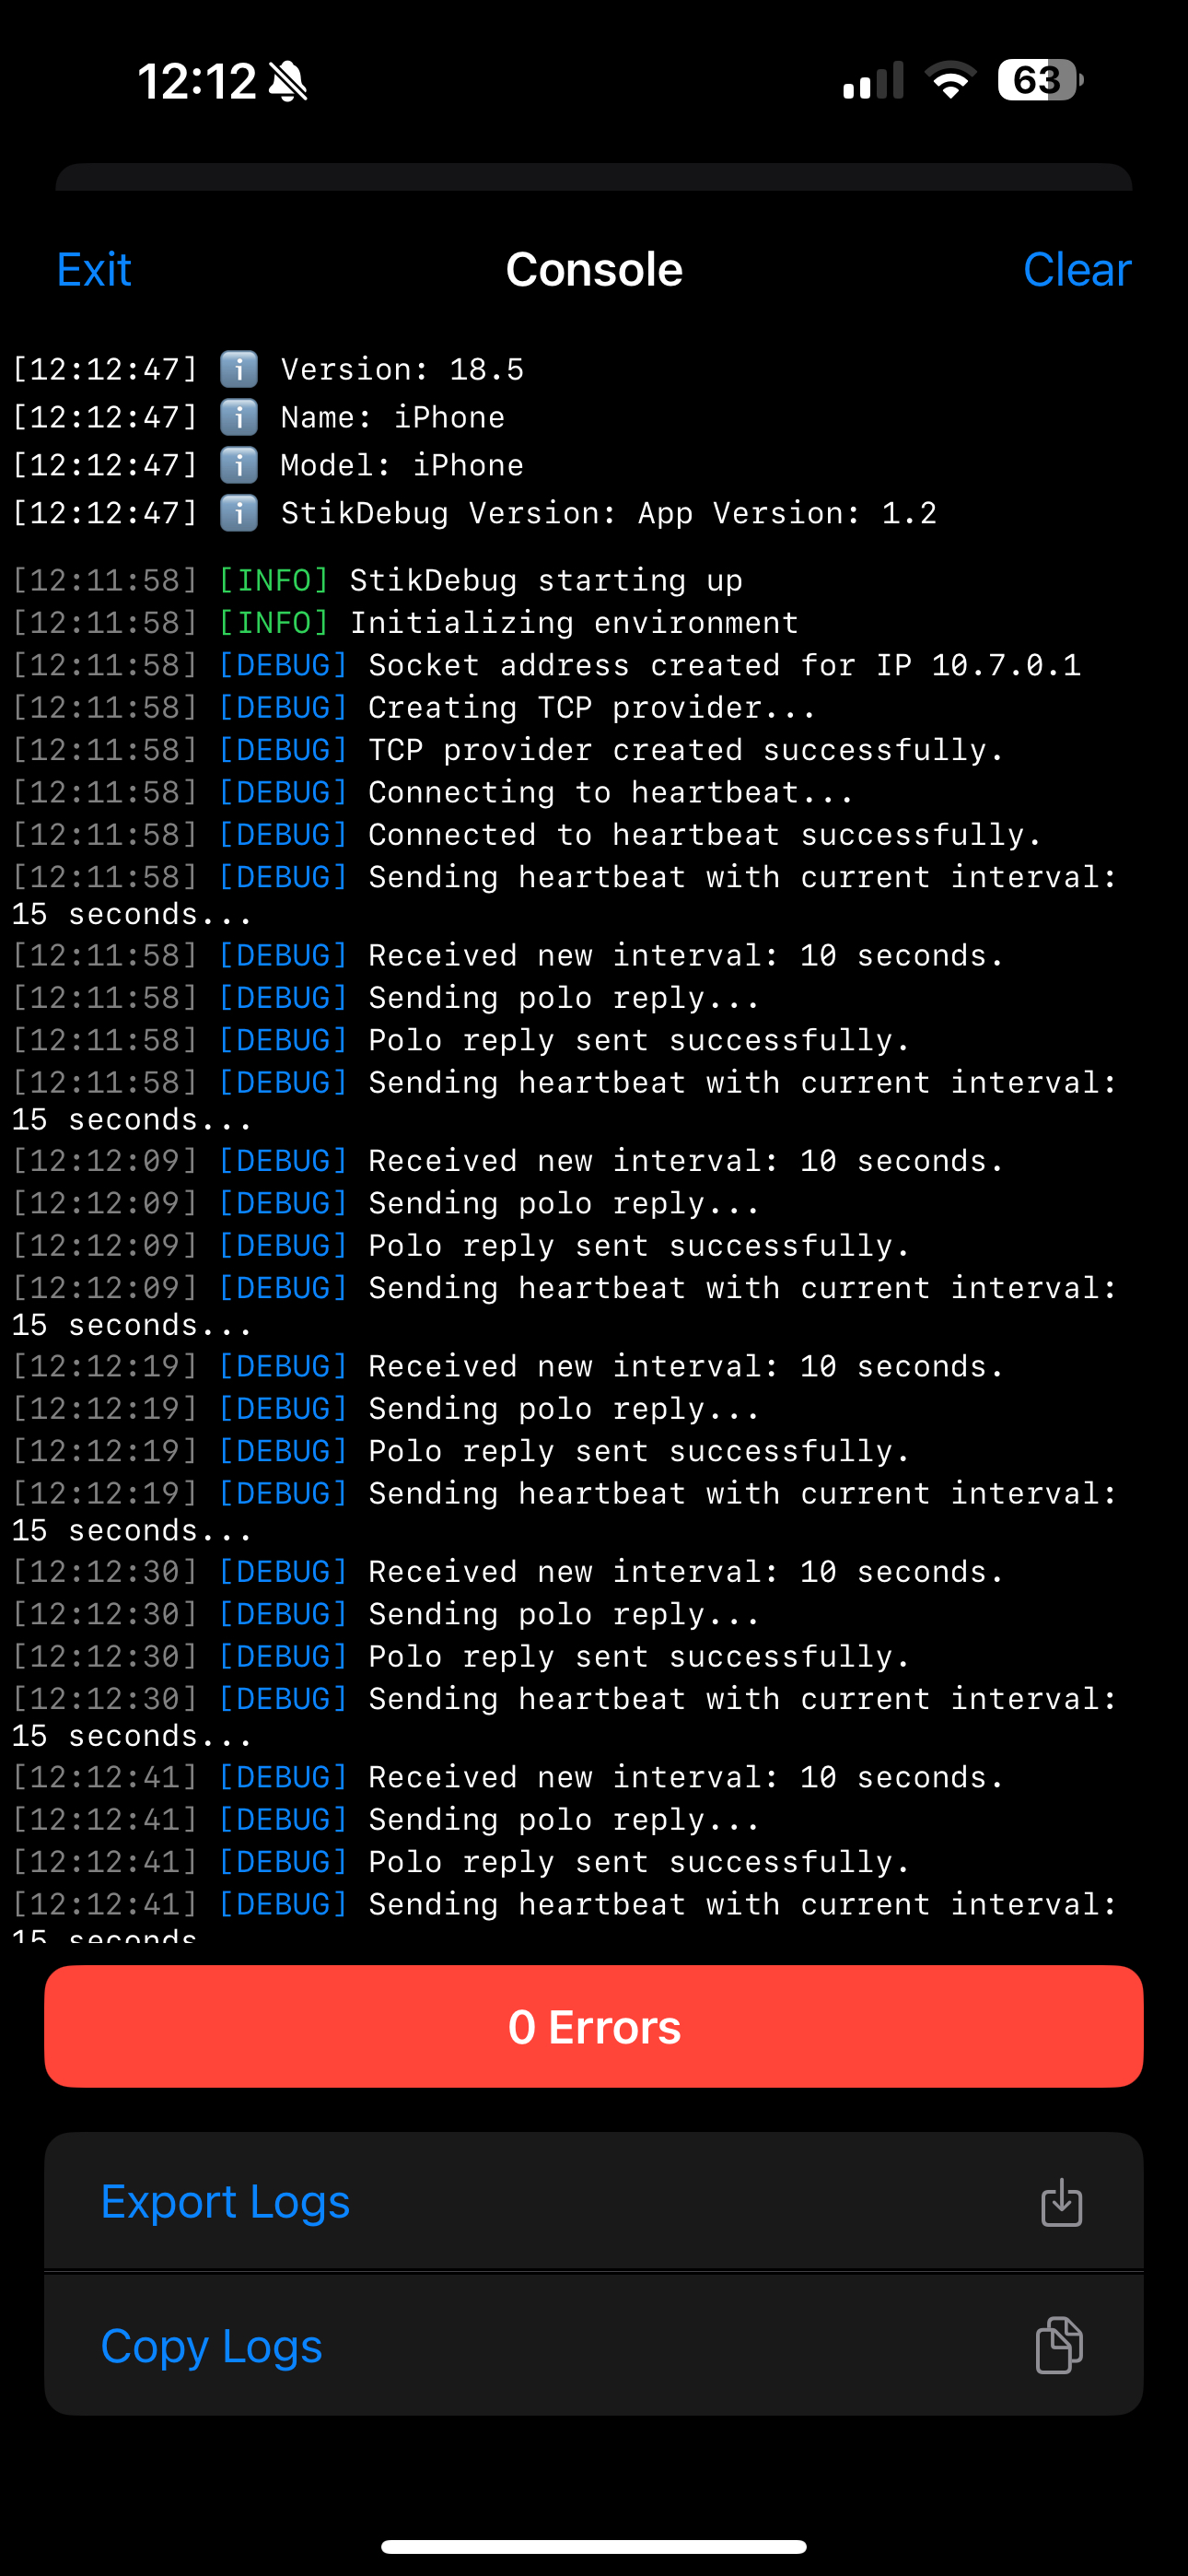 12:12
63
Exit
Console
Clear
[12:12:47] ℹ️ Version: 18.5
[12:12:47] ℹ️ Name: iPhone
[12:12:47] ℹ️ Model: iPhone
[12:12:47] ℹ️ StikDebug Version: App Version: 1.2
[12:11:58] [INFO] StikDebug starting up
[12:11:58] [INFO] Initializing environment
[12:11:58] [DEBUG] Socket address created for IP 10.7.0.1
[12:11:58] [DEBUG] Creating TCP provider...
[12:11:58] [DEBUG] TCP provider created successfully.
[12:11:58] [DEBUG] Connecting to heartbeat...
[12:11:58] [DEBUG] Connected to heartbeat successfully.
[12:11:58] [DEBUG] Sending heartbeat with current interval:
15 seconds...
[12:11:58] [DEBUG] Received new interval: 10 seconds.
[12:11:58] [DEBUG] Sending polo reply...
[12:11:58] [DEBUG] Polo reply sent successfully.
[12:11:58] [DEBUG] Sending heartbeat with current interval:
15 seconds...
[12:12:09] [DEBUG] Received new interval: 10 seconds.
[12:12:09] [DEBUG] Sending polo reply...
[12:12:09] [DEBUG] Polo reply sent successfully.
[12:12:09] [DEBUG] Sending heartbeat with current interval:
15 seconds...
[12:12:19] [DEBUG] Received new interval: 10 seconds.
[12:12:19] [DEBUG] Sending polo reply...
[12:12:19] [DEBUG] Polo reply sent successfully.
[12:12:19] [DEBUG] Sending heartbeat with current interval:
15 seconds...
[12:12:30] [DEBUG] Received new interval: 10 seconds.
[12:12:30] [DEBUG] Sending polo reply...
[12:12:30] [DEBUG] Polo reply sent successfully.
[12:12:30] [DEBUG] Sending heartbeat with current interval:
15 seconds...
[12:12:41] [DEBUG] Received new interval: 10 seconds.
[12:12:41] [DEBUG] Sending polo reply...
[12:12:41] [DEBUG] Polo reply sent successfully.
[12:12:41] [DEBUG] Sending heartbeat with current interval:
15 seconds
0 Errors
Export Logs
Copy Logs